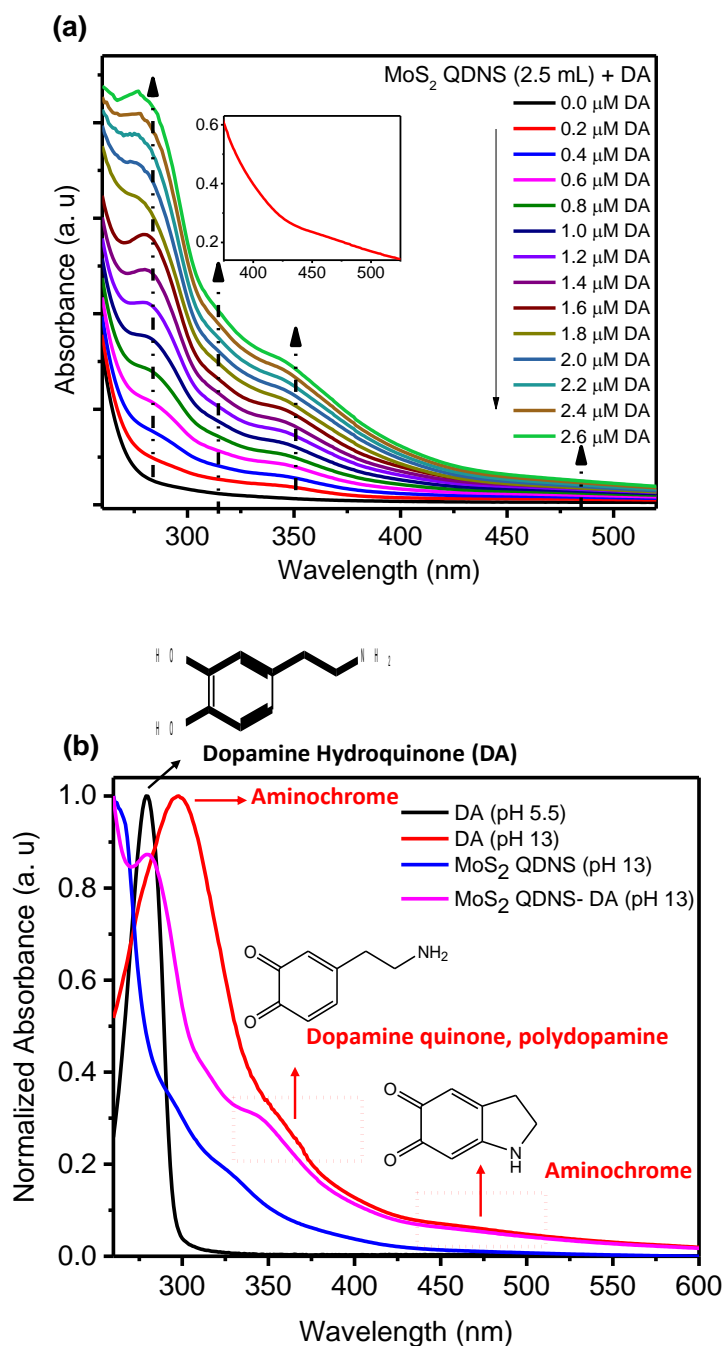 (a)
MoS2 QDNS (2.5 mL) + DA
0.0 μM DA
0.2 μM DA
0.4 μM DA
0.6 μM DA
0.8 μM DA
1.0 μM DA
1.2 μM DA
1.4 μM DA
1.6 μM DA
1.8 μM DA
2.0 μM DA
2.2 μM DA
2.4 μM DA
2.6 μM DA
0.6
0.4
0.2
400 450 500
Absorbance (a. u)
300 350 400 450 500
Wavelength (nm)
HO
NH2
HO
(b)
Dopamine Hydroquinone (DA)
Aminochrome
DA (pH 5.5)
DA (pH 13)
MoS2 QDNS (pH 13)
MoS2 QDNS- DA (pH 13)
O
O
NH2
Dopamine quinone, polydopamine
O
O
N
H
Aminochrome
1.0
0.8
0.6
0.4
0.2
0.0
Normalized Absorbance (a. u)
300 350 400 450 500 550 600
Wavelength (nm)